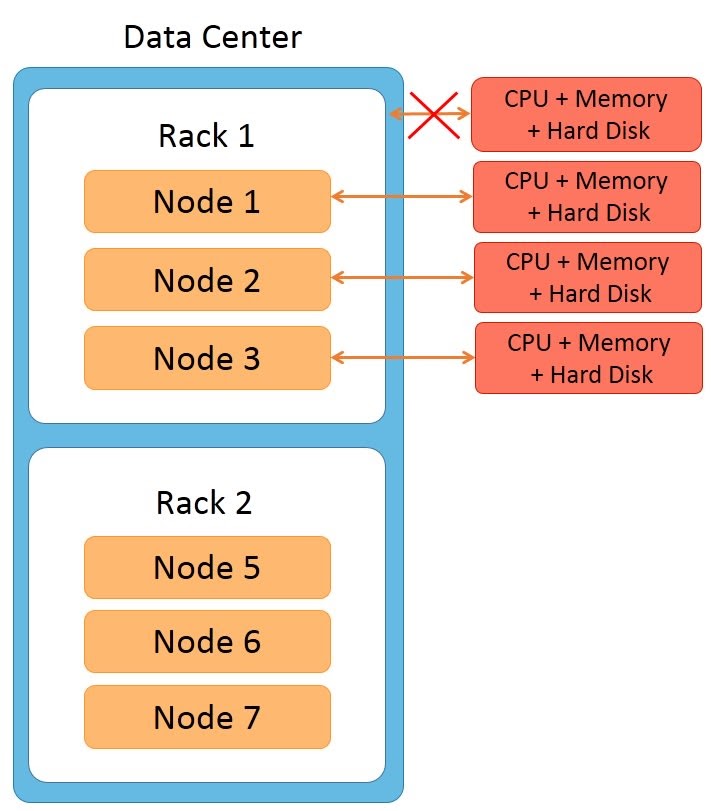 Data Center
Rack 1
Node 1
Node 2
Node 3
CPU + Memory
+ Hard Disk
CPU + Memory
+ Hard Disk
CPU + Memory
+ Hard Disk
CPU + Memory
+ Hard Disk
Rack 2
Node 5
Node 6
Node 7